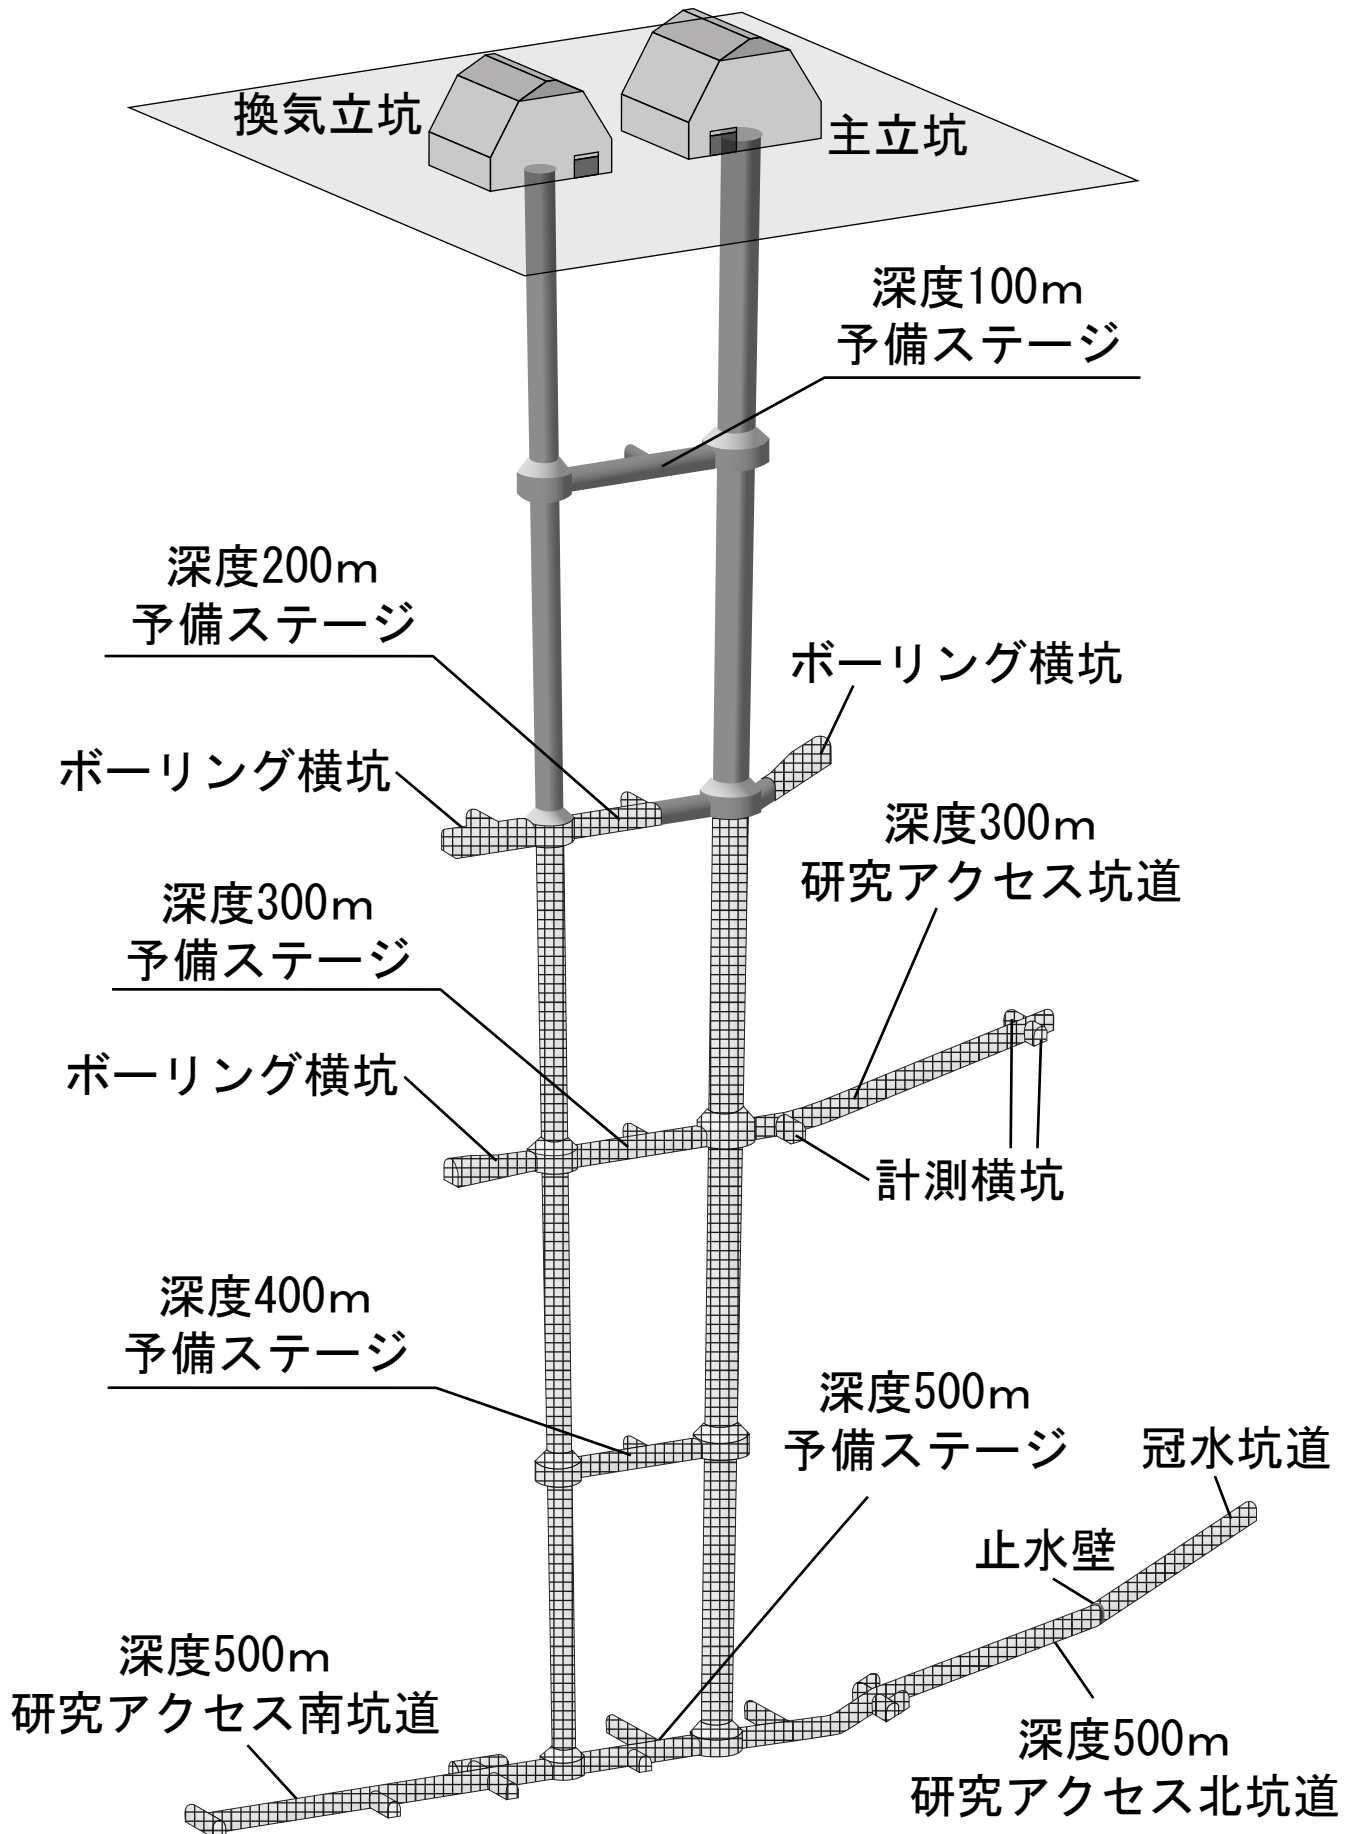 換気立坑
主立坑
深度100m
予備ステージ
深度200m
予備ステージ
ボーリング横坑
ボーリング横坑
深度300m
研究アクセス坑道
深度300m
予備ステージ
ボーリング横坑
計測横坑
深度400m
予備ステージ
深度500m
予備ステージ
冠水坑道
止水壁
深度500m
研究アクセス南坑道
深度500m
研究アクセス北坑道